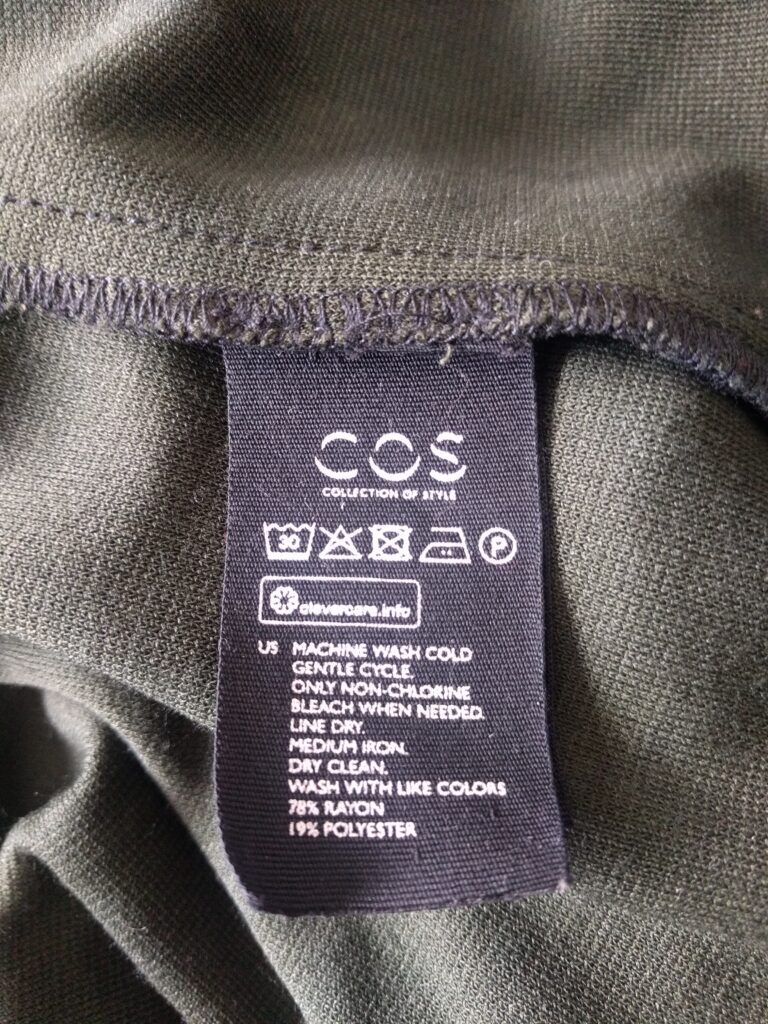 COS
COLLECTION OF STYLE
30 P
clevercare.info
US MACHINE WASH COLD
GENTLE CYCLE.
ONLY NON-CHLORINE
BLEACH WHEN NEEDED.
LINE DRY.
MEDIUM IRON.
DRY CLEAN.
WASH WITH LIKE COLORS
78% RAYON
19% POLYESTER